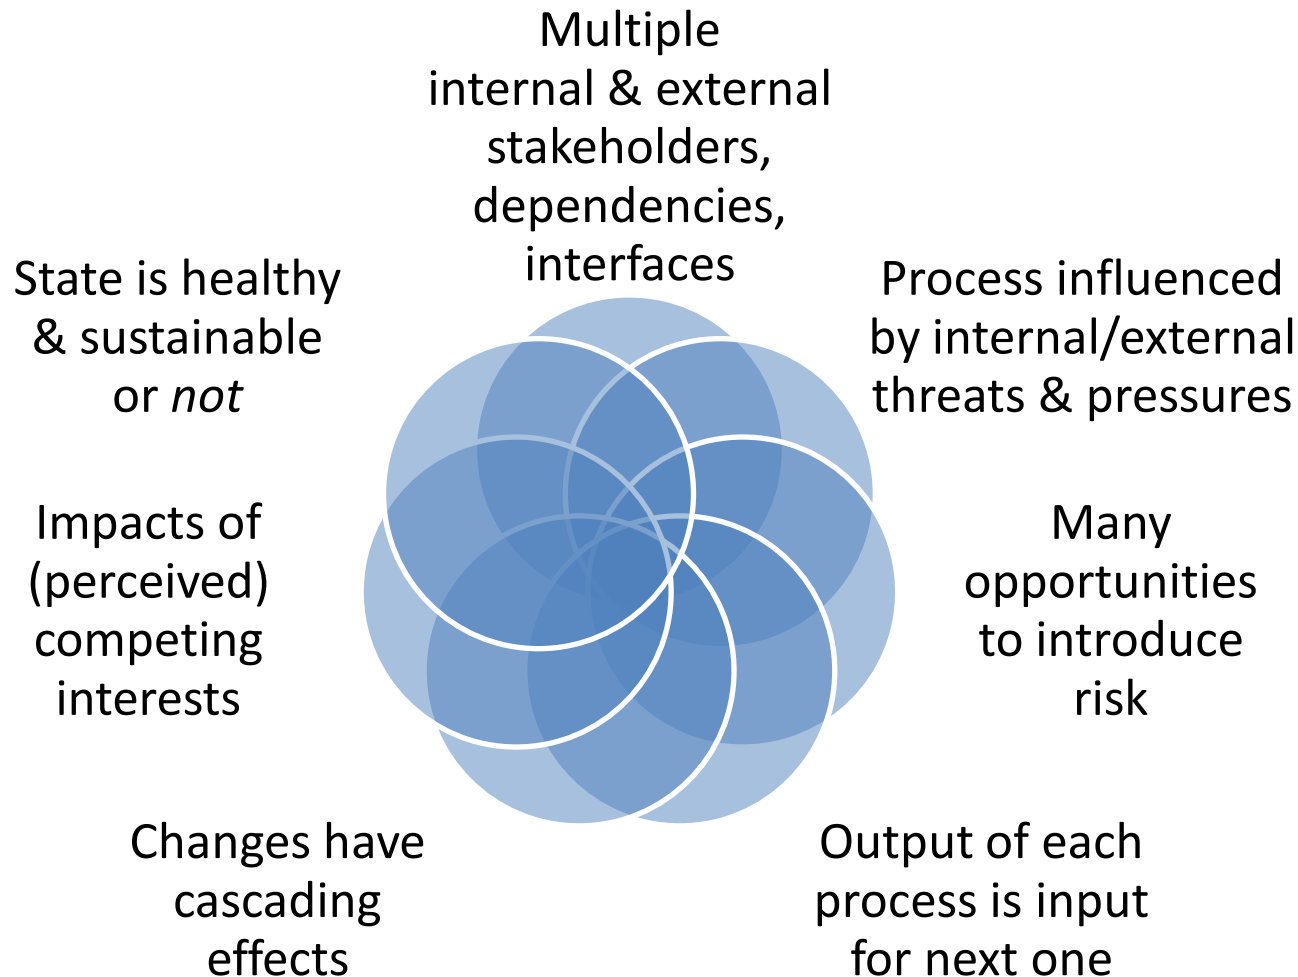 Multiple
internal & external
stakeholders,
dependencies,
interfaces
Process influenced
by internal/external
threats & pressures
Many
opportunities
to introduce
risk
Output of each
process is input
for next one
Changes have
cascading
effects
Impacts of
(perceived)
competing
interests
State is healthy
& sustainable
or not